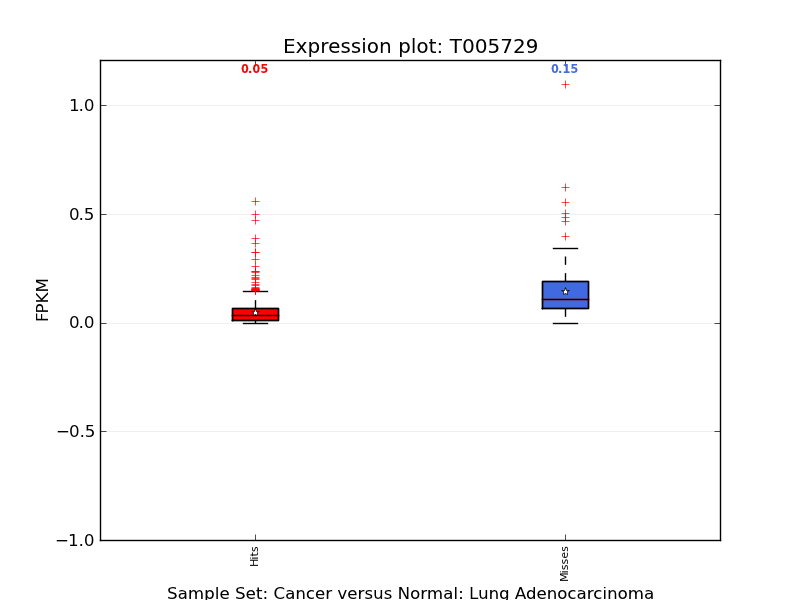 Expression plot: T005729
0.05
0.15
1.0
0.5
0.0
−0.5
−1.0
FPKM
Hits
Misses
Sample Set: Cancer versus Normal: Lung Adenocarcinoma